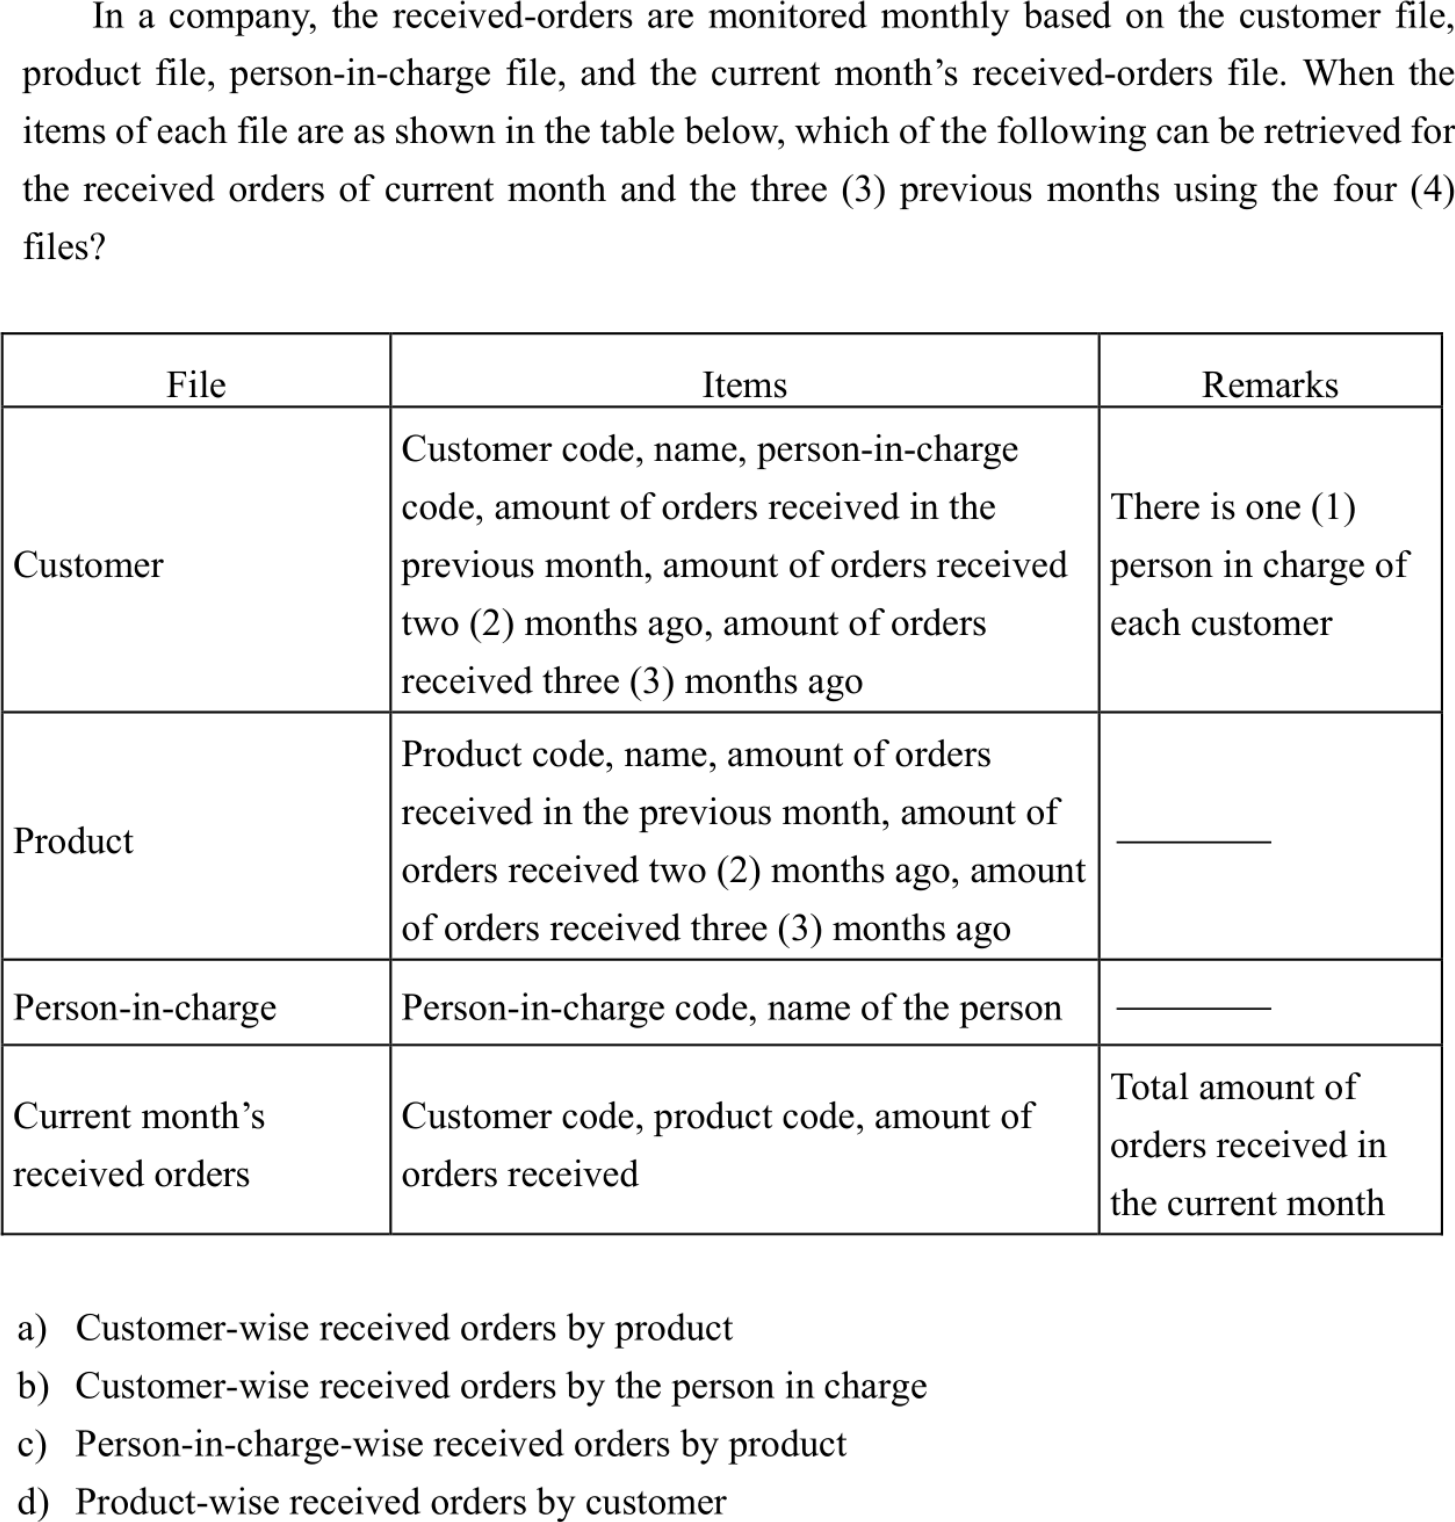 In a company, the received-orders are monitored monthly based on the customer file,
product file, person-in-charge file, and the current month’s received-orders file. When the
items of each file are as shown in the table below, which of the following can be retrieved for
the received orders of current month and the three (3) previous months using the four (4)
files?
File Items Remarks
Customer
Customer code, name, person-in-charge
code, amount of orders received in the
previous month, amount of orders received
two (2) months ago, amount of orders
received three (3) months ago
There is one (1)
person in charge of
each customer
Product
Product code, name, amount of orders
received in the previous month, amount of
orders received two (2) months ago, amount
of orders received three (3) months ago
Person-in-charge
Person-in-charge code, name of the person
Current month’s
received orders
Customer code, product code, amount of
orders received
Total amount of
orders received in
the current month
a) Customer-wise received orders by product
b) Customer-wise received orders by the person in charge
c) Person-in-charge-wise received orders by product
d) Product-wise received orders by customer